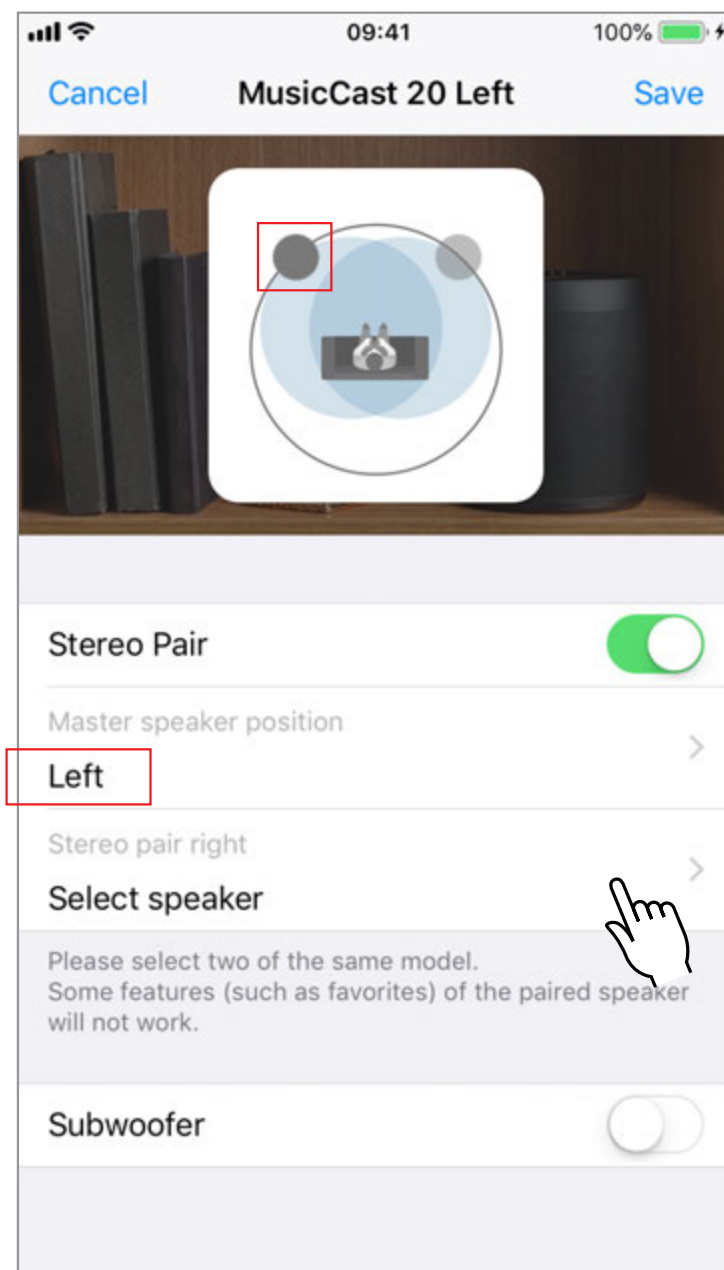 09:41
100%
Cancel
MusicCast 20 Left
Save
Stereo Pair
Master speaker position
Left
Stereo pair right
Select speaker
Please select two of the same model.
Some features (such as favorites) of the paired speaker
will not work.
Subwoofer